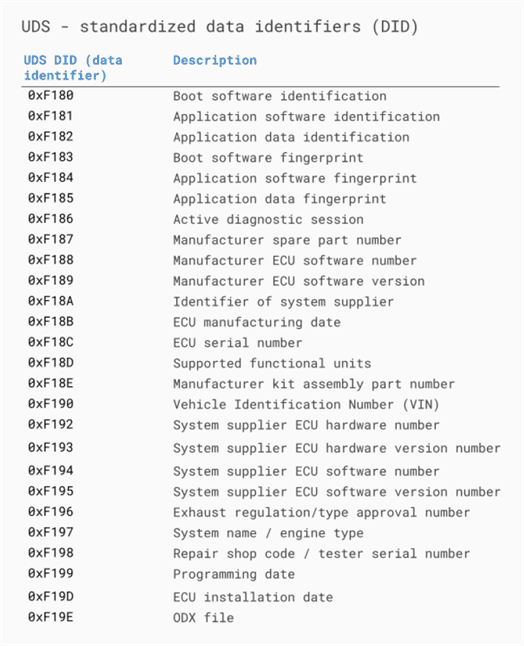 UDS - standardized data identifiers (DID)
UDS DID (data identifier) Description
0xF180 Boot software identification
0xF181 Application software identification
0xF182 Application data identification
0xF183 Boot software fingerprint
0xF184 Application software fingerprint
0xF185 Application data fingerprint
0xF186 Active diagnostic session
0xF187 Manufacturer spare part number
0xF188 Manufacturer ECU software number
0xF189 Manufacturer ECU software version
0xF18A Identifier of system supplier
0xF18B ECU manufacturing date
0xF18C ECU serial number
0xF18D Supported functional units
0xF18E Manufacturer kit assembly part number
0xF190 Vehicle Identification Number (VIN)
0xF192 System supplier ECU hardware number
0xF193 System supplier ECU hardware version number
0xF194 System supplier ECU software number
0xF195 System supplier ECU software version number
0xF196 Exhaust regulation/type approval number
0xF197 System name / engine type
0xF198 Repair shop code / tester serial number
0xF199 Programming date
0xF19D ECU installation date
0xF19E ODX file